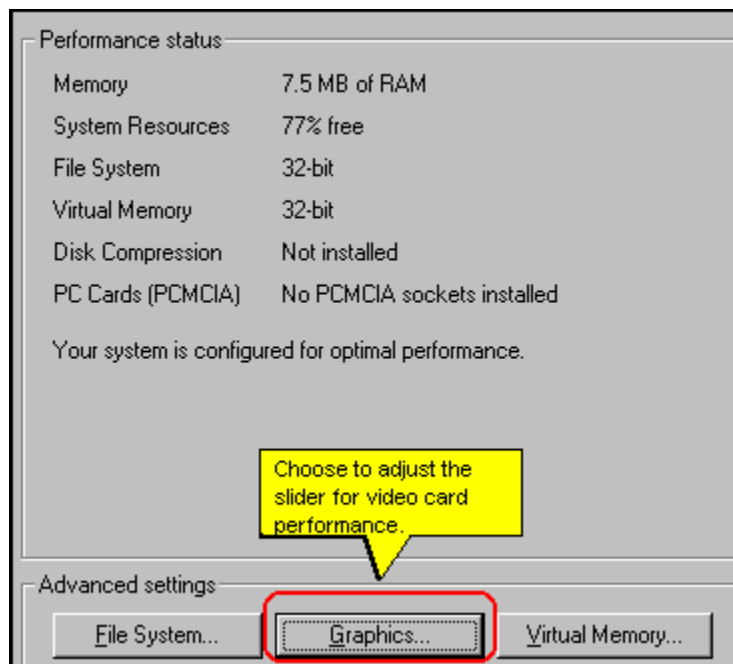 Performance status
Memory 7.5 MB of RAM
System Resources 77% free
File System 32-bit
Virtual Memory 32-bit
Disk Compression Not installed
PC Cards (PCMCIA) No PCMCIA sockets installed
Your system is configured for optimal performance.
Choose to adjust the
slider for video card
performance.
Advanced settings
File System... Graphics... Virtual Memory...